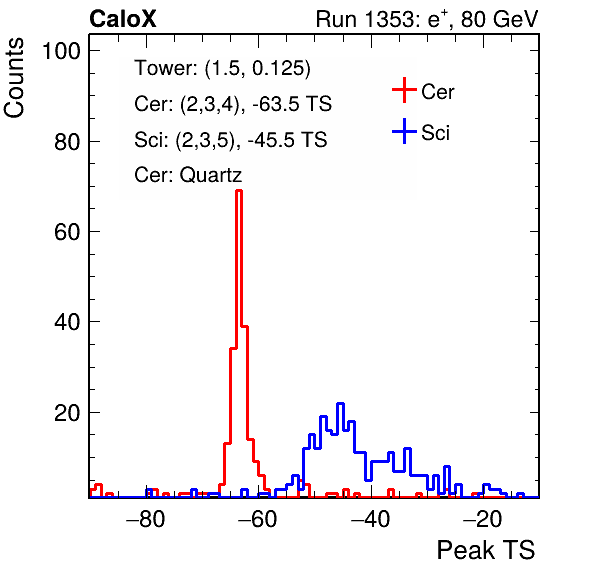 CaloX Run 1353: e+, 80 GeV
Counts
100
80
60
40
20
Tower: (1.5, 0.125)
Cer: (2,3,4), -63.5 TS
Sci: (2,3,5), -45.5 TS
Cer: Quartz
Cer
Sci
−80 −60 −40 −20
Peak TS